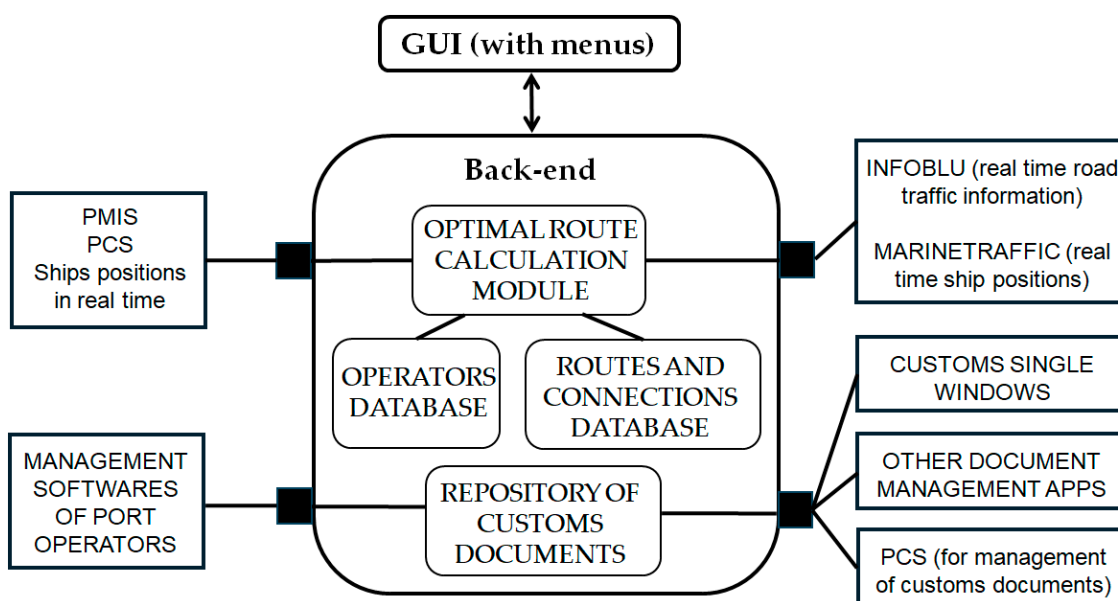 GUI (with menus)
Back-end
PMIS
PCS
Ships positions
in real time
OPTIMAL ROUTE
CALCULATION
MODULE
INFOBLU (real time road
traffic information)
MARINETRAFFIC (real
time ship positions)
OPERATORS
DATABASE
ROUTES AND
CONNECTIONS
DATABASE
CUSTOMS SINGLE
WINDOWS
MANAGEMENT
SOFTWARES
OF PORT
OPERATORS
REPOSITORY OF
CUSTOMS
DOCUMENTS
OTHER DOCUMENT
MANAGEMENT APPS
PCS (for management
of customs documents)